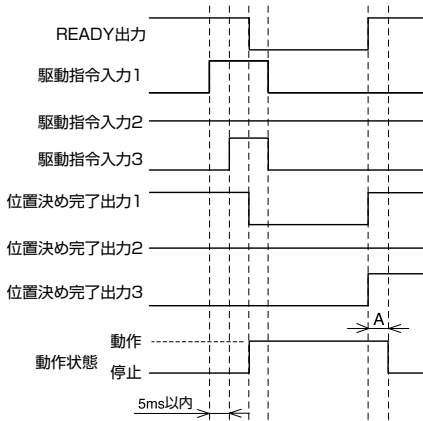 READY出力
駆動指令入力1
駆動指令入力2
駆動指令入力3
位置決め完了出力1
位置決め完了出力2
位置決め完了出力3
A
動作
動作状態
停止
5ms以内